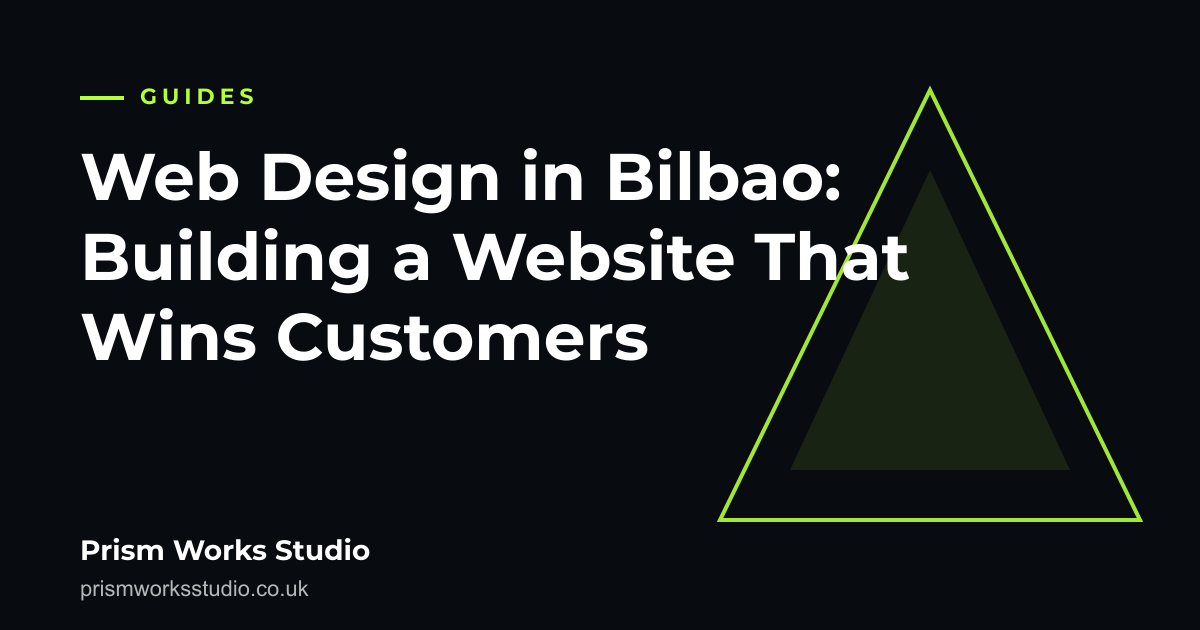 GUIDES
Web Design in Bilbao:
Building a Website That
Wins Customers
Prism Works Studio
prismworksstudio.co.uk